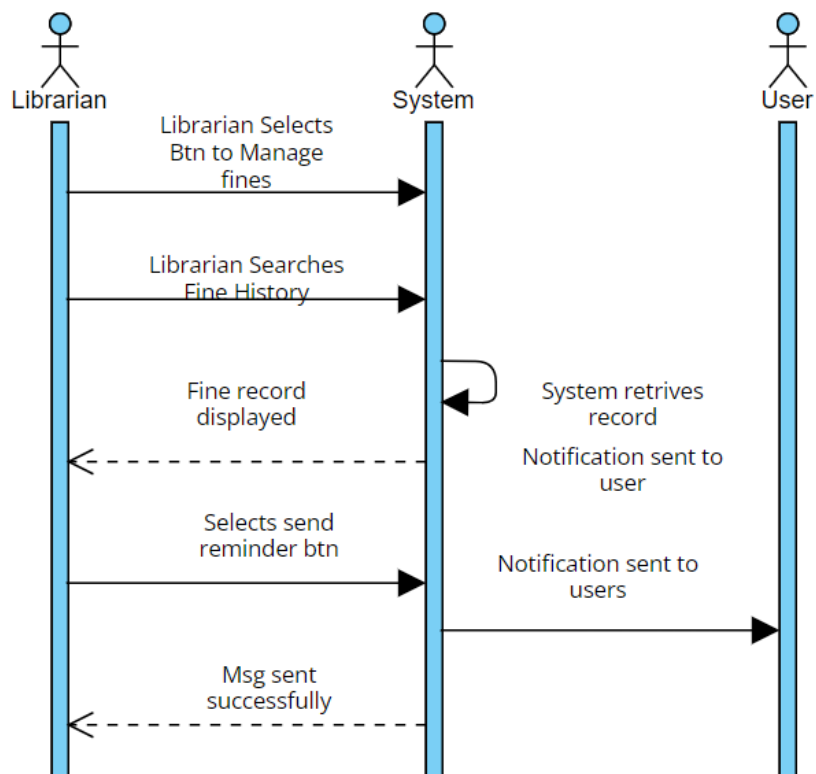 Librarian
System
User
Librarian Selects
Btn to Manage
fines
Librarian Searches
Fine History
Fine record
displayed
System retrives
record
Notification sent to
user
Selects send
reminder btn
Notification sent to
users
Msg sent
successfully